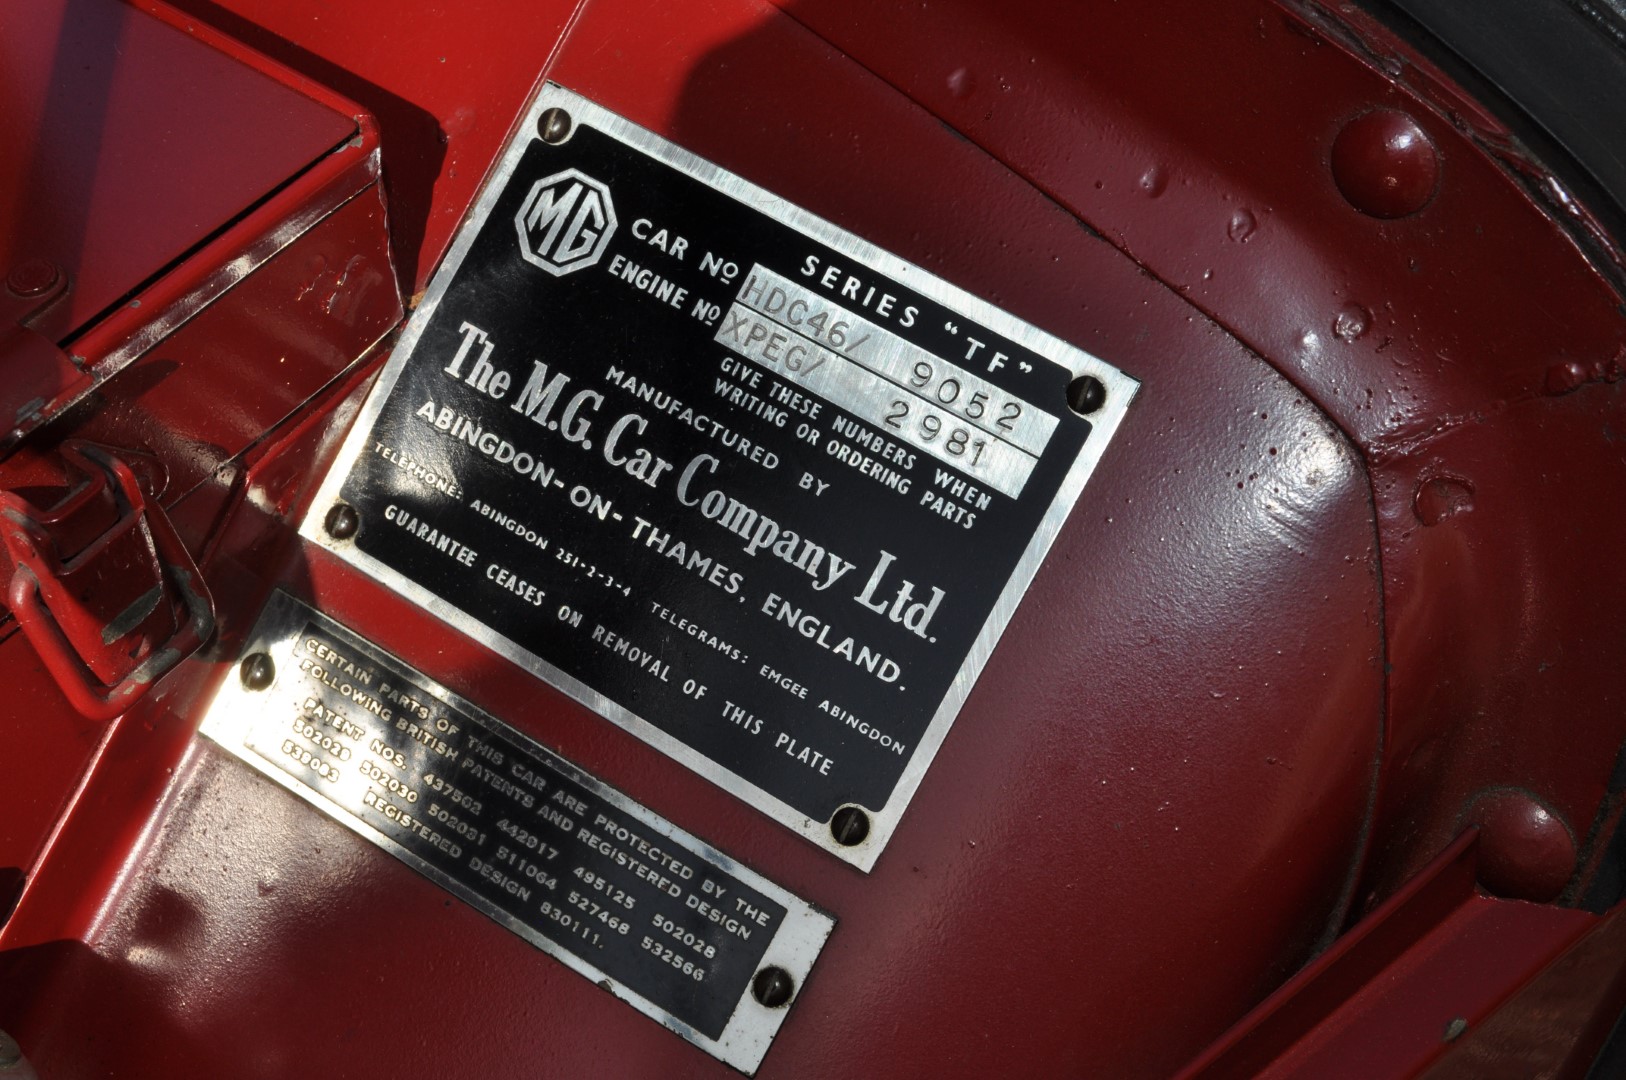 MG
SERIES "TF"
CAR No HDC46/ 9052
ENGINE No XPEG/ 2981
GIVE THESE NUMBERS WHEN
WRITING OR ORDERING PARTS
MANUFACTURED BY
The M.G. Car Company Ltd.
ABINGDON-ON-THAMES, ENGLAND.
TELEPHONE: ABINGDON 251-2-3-4 TELEGRAMS: EMGEE ABINGDON
GUARANTEE CEASES ON REMOVAL OF THIS PLATE
CERTAIN PARTS OF THIS CAR ARE PROTECTED BY THE
FOLLOWING BRITISH PATENTS AND REGISTERED DESIGN
PATENT NOS. 437503 442917 495125 502028
502029 502030 502031 511064 527468 532566
539093 REGISTERED DESIGN 830111.